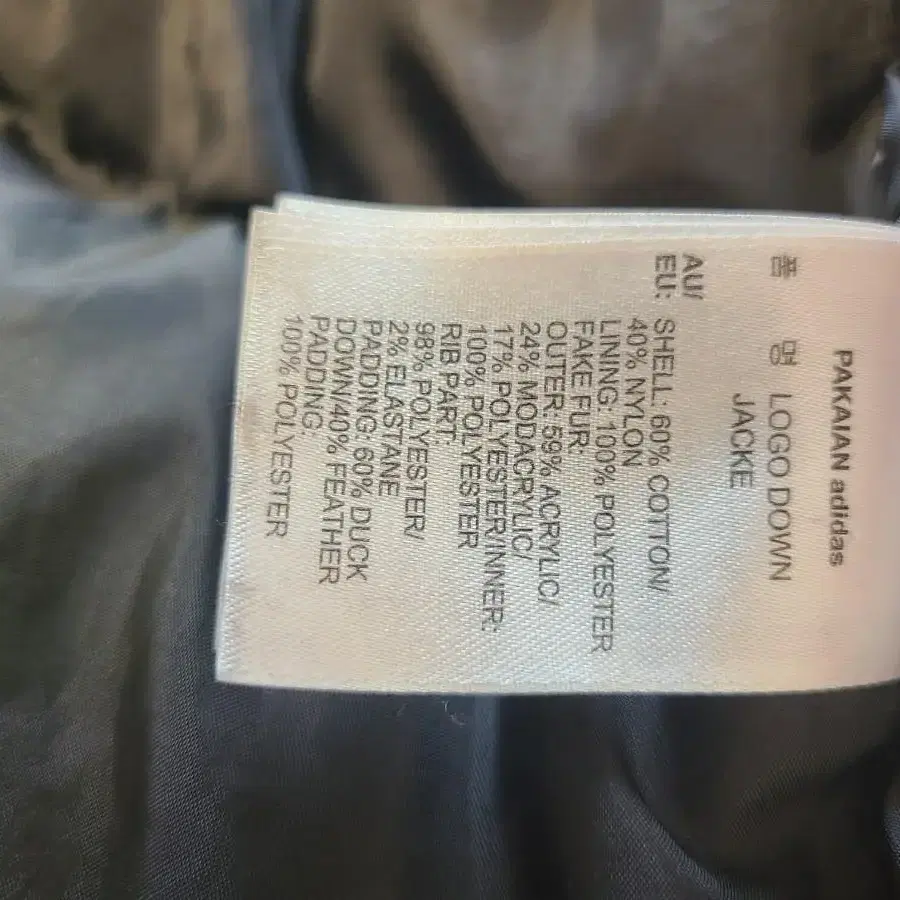 PAKAIAN adidas
품 명 LOGO DOWN
JACKE
AU/
EU: SHELL: 60% COTTON/
40% NYLON
LINNG: 100% POLYESTER
FAKE FUR:
OUTER: 59% ACRYLIC/
24% MODACRYLIC/
17% POLYESTER/INNER:
100% POLYESTER
RIB PART:
98% POLYESTER/
2% ELASTANE
PADDING: 60% DUCK
DOWN/40% FEATHER
PADDING:
100% POLYESTER